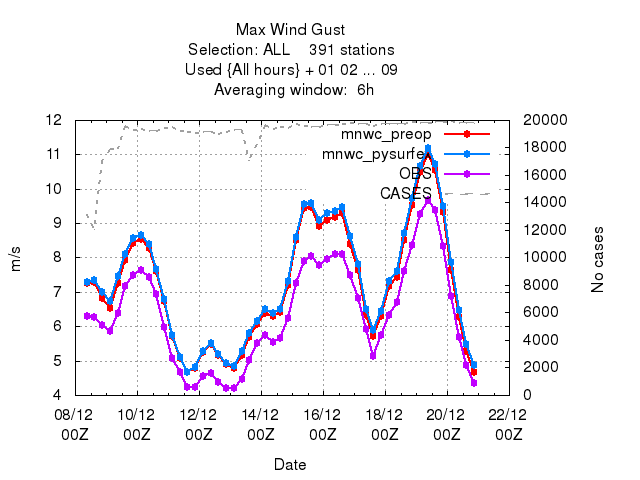 Max Wind Gust
Selection: ALL    391 stations
Used {All hours} + 01 02 ... 09
Averaging window:  6h
12
11
10
9
8
7
6
5
4
m/s
20000
18000
16000
14000
12000
10000
8000
6000
4000
2000
0
No cases
mnwc_preop
mnwc_pysurfe
OBS
CASES
08/12 10/12 12/12 14/12 16/12 18/12 20/12 22/12
00Z 00Z 00Z 00Z 00Z 00Z 00Z 00Z
Date